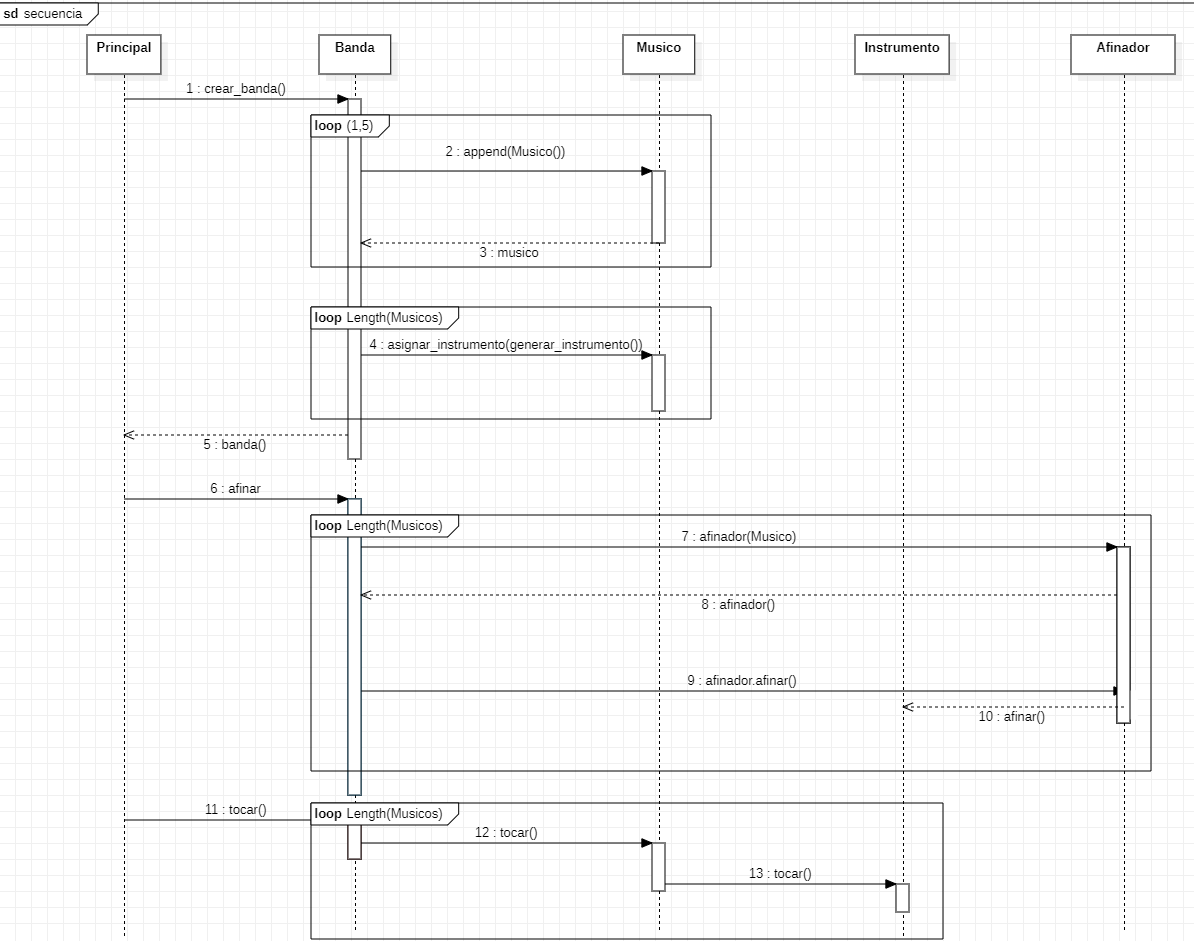 sd secuencia
Principal
Banda
Musico
Instrumento
Afinador
1 : crear_banda()
loop (1,5)
2 : append(Musico())
3 : musico
loop Length(Musicos)
4 : asignar_instrumento(generar_instrumento())
5 : banda()
6 : afinar
loop Length(Musicos)
7 : afinador(Musico)
8 : afinador()
9 : afinador.afinar()
10 : afinar()
11 : tocar()
loop Length(Musicos)
12 : tocar()
13 : tocar()